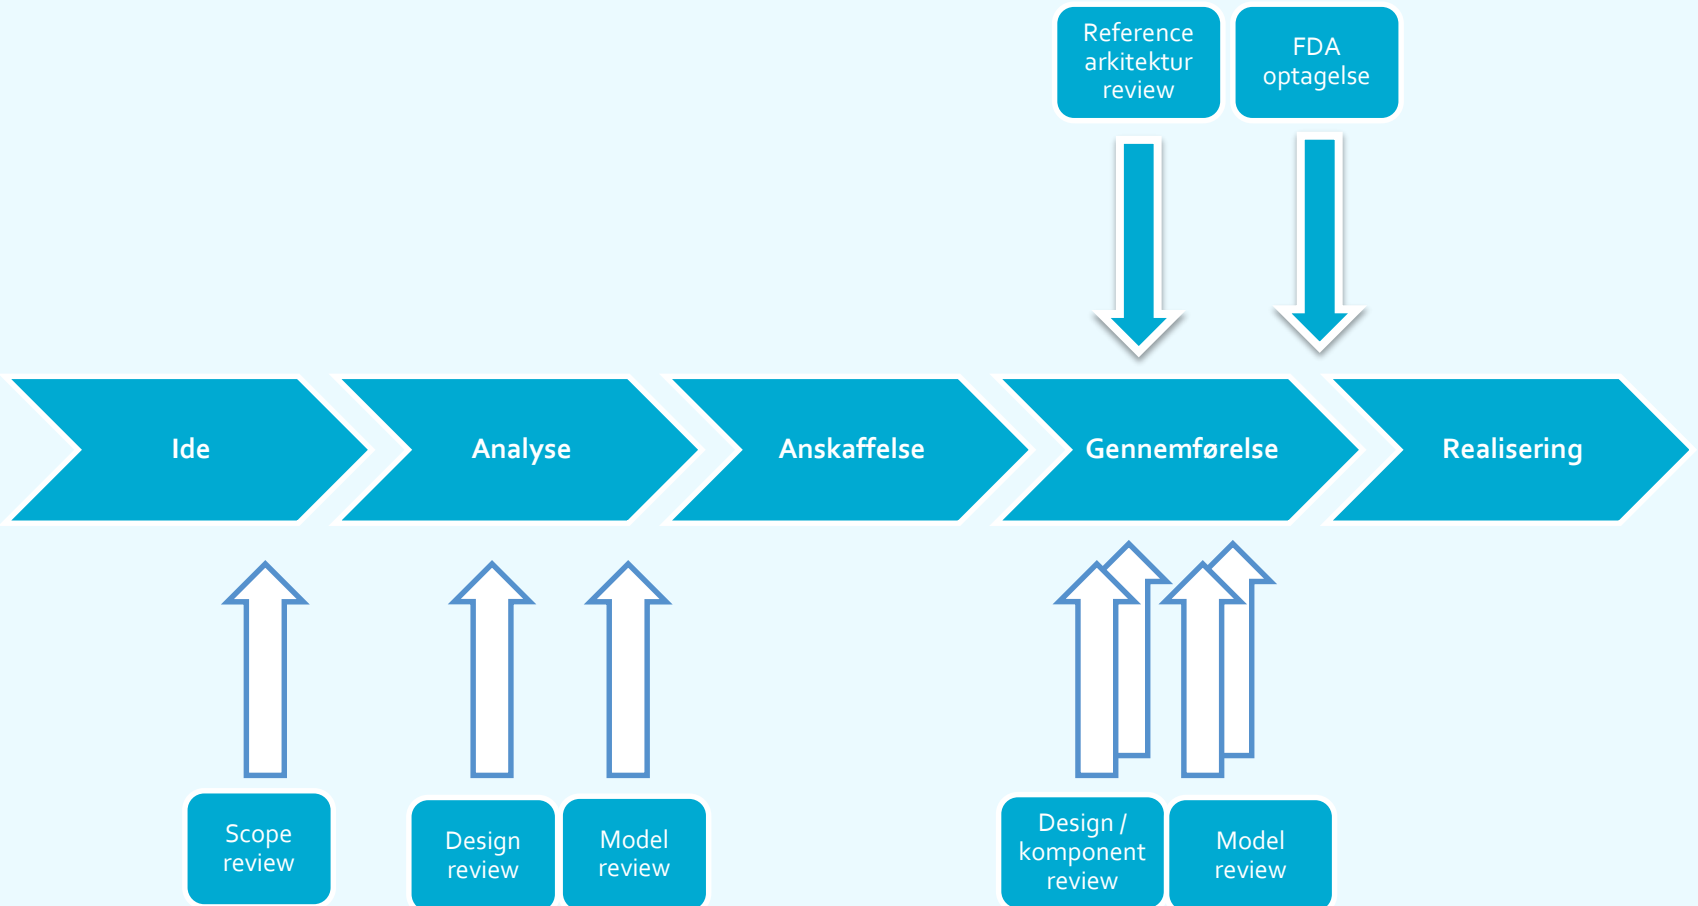 Reference
arkitektur
review
FDA
optagelse
Ide
Analyse
Anskaffelse
Gennemførelse
Realisering
Scope
review
Design
review
Model
review
Design /
komponent
review
Model
review